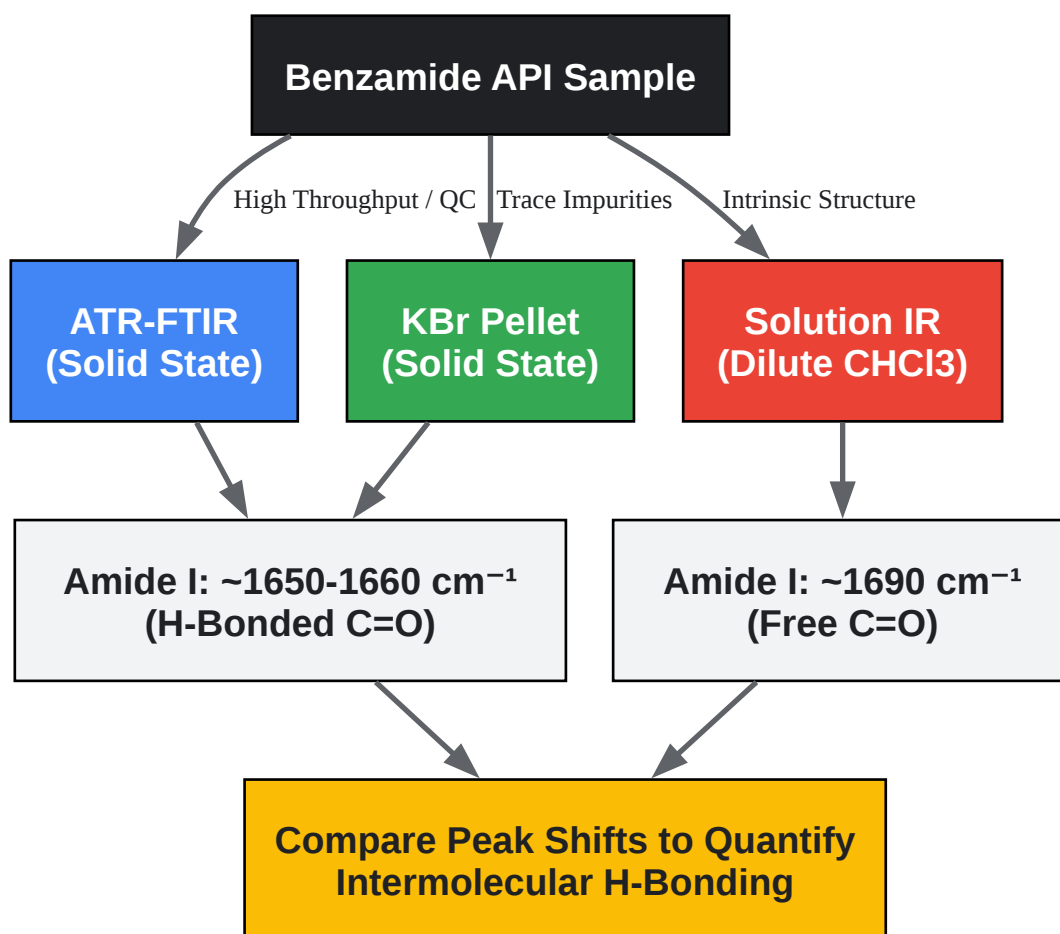 Benzamide API Sample
High Throughput / QC
Trace Impurities
Intrinsic Structure
ATR-FTIR
(Solid State)
KBr Pellet
(Solid State)
Solution IR
(Dilute CHCl3)
Amide I: ~1650-1660 cm⁻¹
(H-Bonded C=O)
Amide I: ~1690 cm⁻¹
(Free C=O)
Compare Peak Shifts to Quantify
Intermolecular H-Bonding